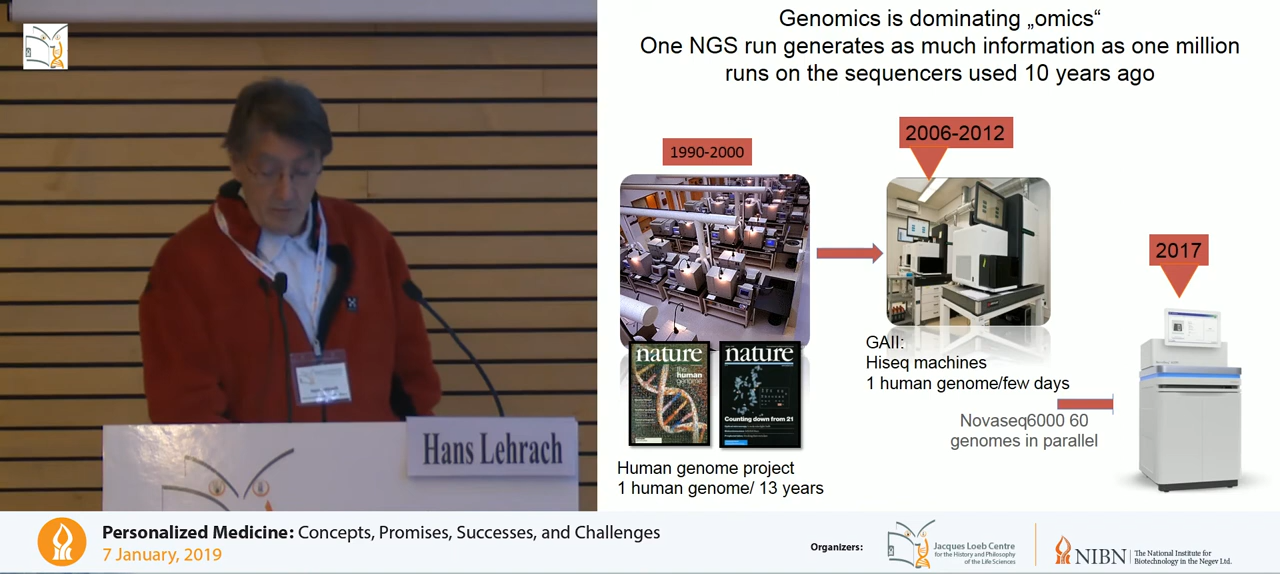 Genomics is dominating „omics“
One NGS run generates as much information as one million
runs on the sequencers used 10 years ago
1990-2000
2006-2012
2017
nature
the
human
genome
nature
Counting down from 21
GAII:
Hiseq machines
1 human genome/few days
Novaseq6000 60
genomes in parallel
Human genome project
1 human genome/ 13 years
Hans Lehrach
Personalized Medicine: Concepts, Promises, Successes, and Challenges
7 January, 2019
Organizers:
Jacques Loeb Centre
for the History and Philosophy
of the Life Sciences
NIBN
The National Institute for
Biotechnology in the Negev Ltd.